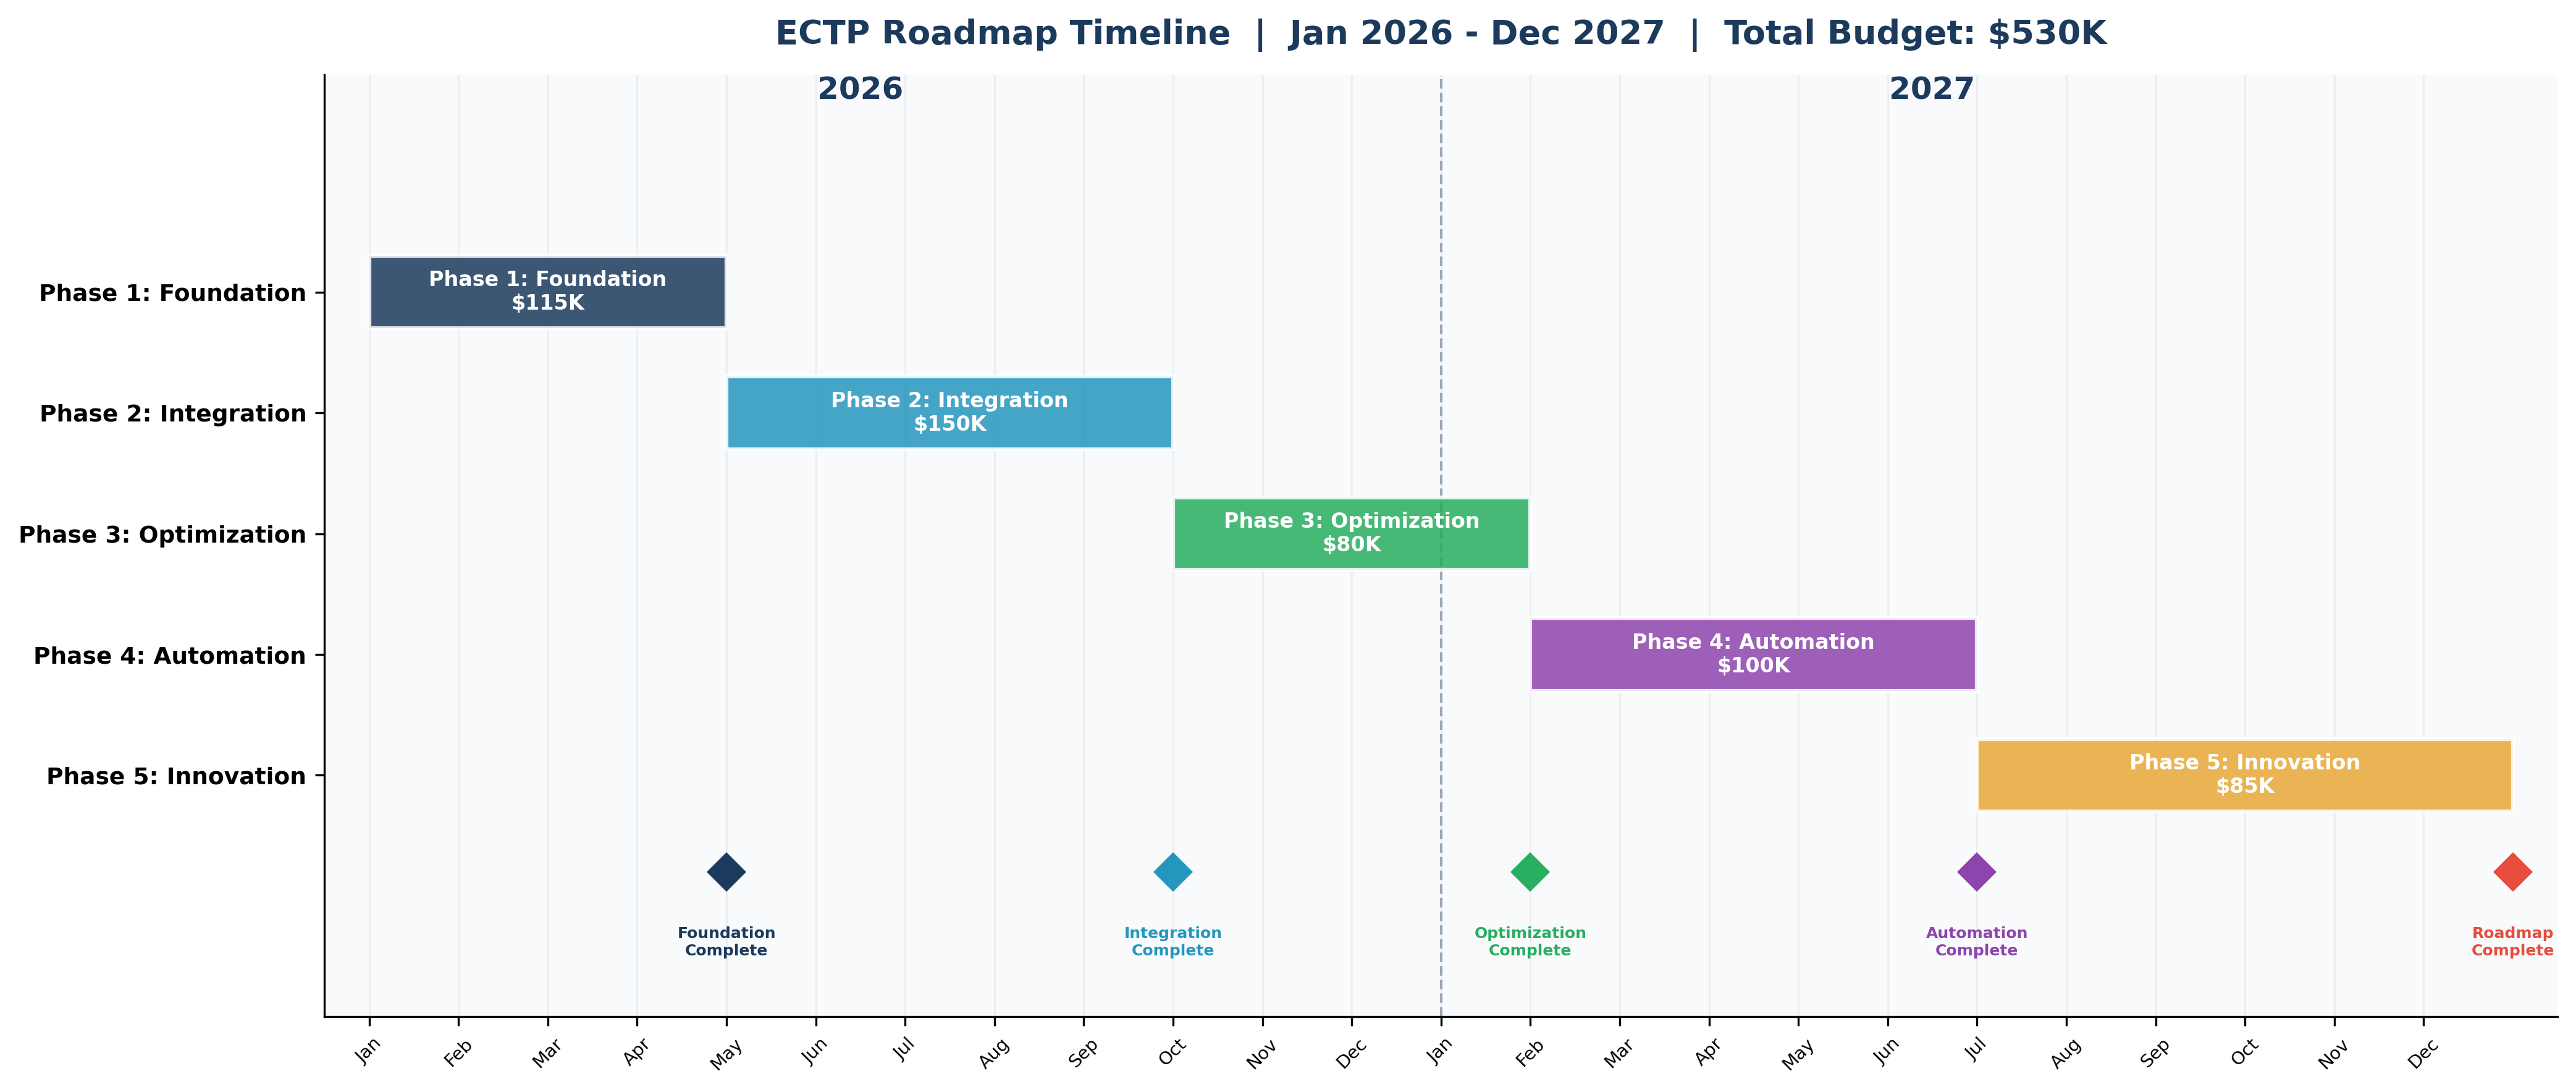 ECTP Roadmap Timeline | Jan 2026 - Dec 2027 | Total Budget: $530K
2026
2027
Phase 1: Foundation
Phase 1: Foundation
$115K
Phase 2: Integration
Phase 2: Integration
$150K
Phase 3: Optimization
Phase 3: Optimization
$80K
Phase 4: Automation
Phase 4: Automation
$100K
Phase 5: Innovation
Phase 5: Innovation
$85K
Foundation
Complete
Integration
Complete
Optimization
Complete
Automation
Complete
Roadmap
Complete
Jan Feb Mar Apr May Jun Jul Aug Sep Oct Nov Dec Jan Feb Mar Apr May Jun Jul Aug Sep Oct Nov Dec